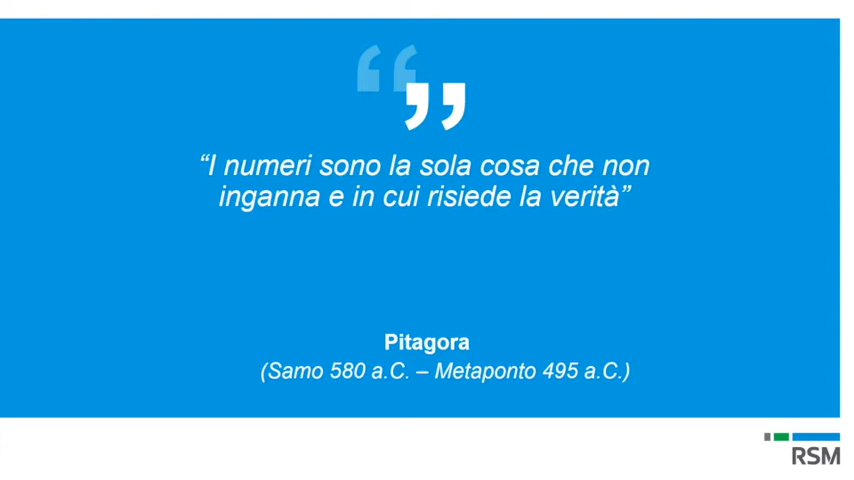 “I numeri sono la sola cosa che non
inganna e in cui risiede la verità”
Pitagora
(Samo 580 a.C. – Metaponto 495 a.C.)
RSM